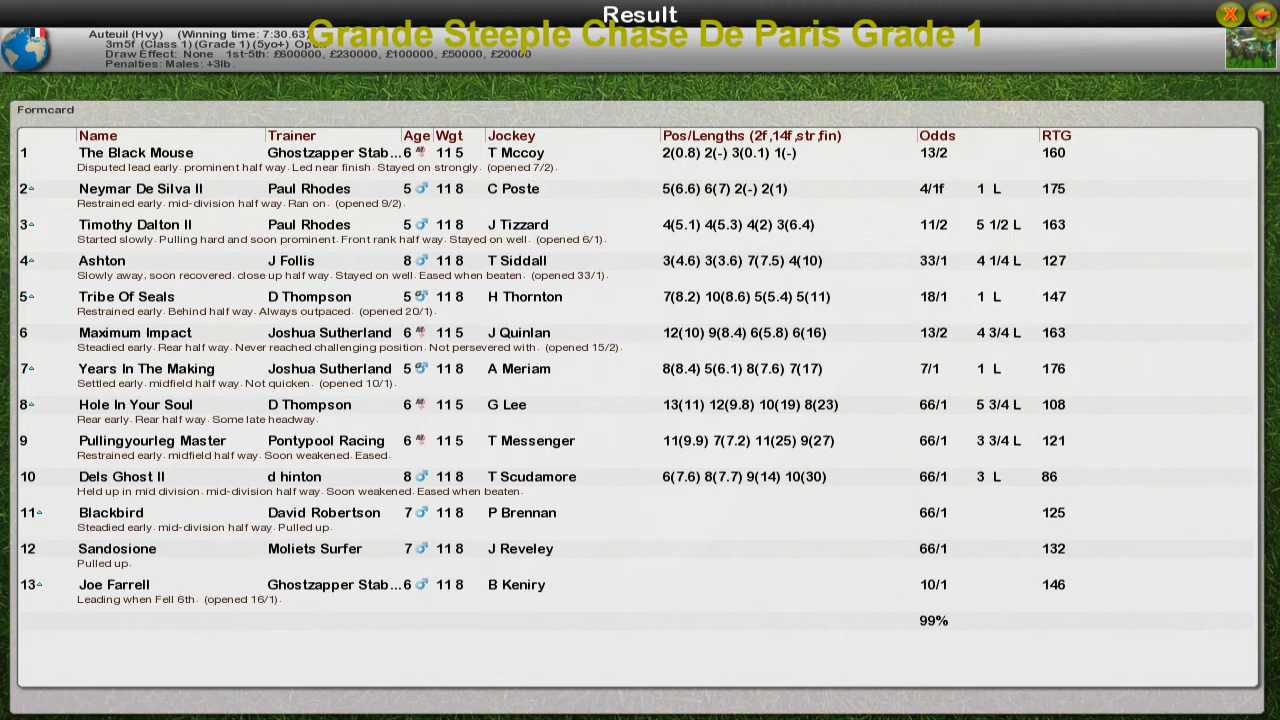 Result
Grande Steeple Chase De Paris Grade 1
Auteuil (Hvy) (Winning time: 7:30.63)
3m5f (Class 1) (Grade 1) (5yo+) Open
Draw Effect: None 1st-5th: £600000, £230000, £100000, £50000, £20000
Penalties: Males: +3lb.
Formcard
Name Trainer Age Wgt Jockey Pos/Lengths (2f,14f,str,fin) Odds RTG
1 The Black Mouse Ghostzapper Stab... 6 11 5 T Mccoy 2(0.8) 2(-) 3(0.1) 1(-) 13/2 160
Disputed lead early. prominent half way. Led near finish. Stayed on strongly. (opened 7/2).
2 Neymar De Silva II Paul Rhodes 5 11 8 C Poste 5(6.6) 6(7) 2(-) 2(1) 4/1f 1 L 175
Restrained early. mid-division half way. Ran on. (opened 9/2).
3 Timothy Dalton II Paul Rhodes 5 11 8 J Tizzard 4(5.1) 4(5.3) 4(2) 3(6.4) 11/2 5 1/2 L 163
Started slowly. Pulling hard and soon prominent. Front rank half way. Stayed on well. (opened 6/1).
4 Ashton J Follis 8 11 8 T Siddall 3(4.6) 3(3.6) 7(7.5) 4(10) 33/1 4 1/4 L 127
Slowly away, soon recovered. close up half way. Stayed on well. Eased when beaten. (opened 33/1).
5 Tribe Of Seals D Thompson 5 11 8 H Thornton 7(8.2) 10(8.6) 5(5.4) 5(11) 18/1 1 L 147
Restrained early. Behind half way. Always outpaced. (opened 20/1).
6 Maximum Impact Joshua Sutherland 6 11 5 J Quinlan 12(10) 9(8.4) 6(5.8) 6(16) 13/2 4 3/4 L 163
Steadied early. Rear half way. Never reached challenging position. Not persevered with. (opened 15/2).
7 Years In The Making Joshua Sutherland 5 11 8 A Meriam 8(8.4) 5(6.1) 8(7.6) 7(17) 7/1 1 L 176
Settled early. midfield half way. Not quicken. (opened 10/1).
8 Hole In Your Soul D Thompson 6 11 5 G Lee 13(11) 12(9.8) 10(19) 8(23) 66/1 5 3/4 L 108
Rear early. Rear half way. Some late headway.
9 Pullingyourleg Master Pontypool Racing 6 11 5 T Messenger 11(9.9) 7(7.2) 11(25) 9(27) 66/1 3 3/4 L 121
Restrained early. midfield half way. Soon weakened. Eased.
10 Dels Ghost II d hinton 8 11 8 T Scudamore 6(7.6) 8(7.7) 9(14) 10(30) 66/1 3 L 86
Held up in mid division. mid-division half way. Soon weakened. Eased when beaten.
11 Blackbird David Robertson 7 11 8 P Brennan 66/1 125
Steadied early. mid-division half way. Pulled up.
12 Sandosione Moliets Surfer 7 11 8 J Reveley 66/1 132
Pulled up.
13 Joe Farrell Ghostzapper Stab... 6 11 8 B Keniry 10/1 146
Leading when Fell 6th. (opened 16/1).
99%